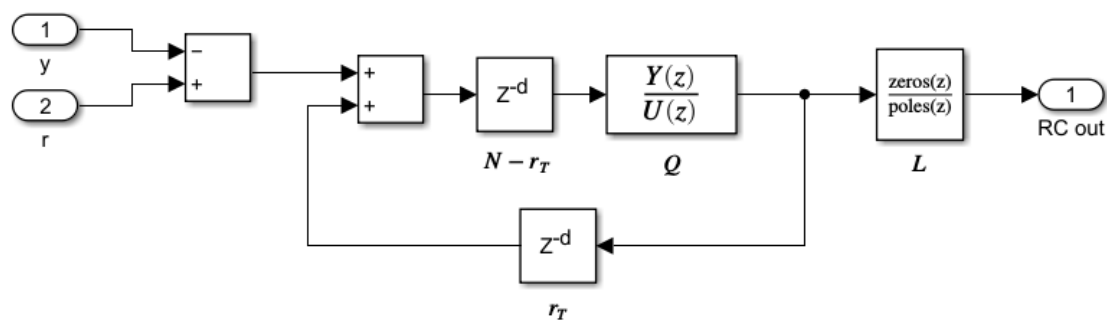 1
y
−
+
2
r
+
+
Z^-d
N − r_T
Y(z)
U(z)
Q
zeros(z)
poles(z)
L
1
RC out
Z^-d
r_T